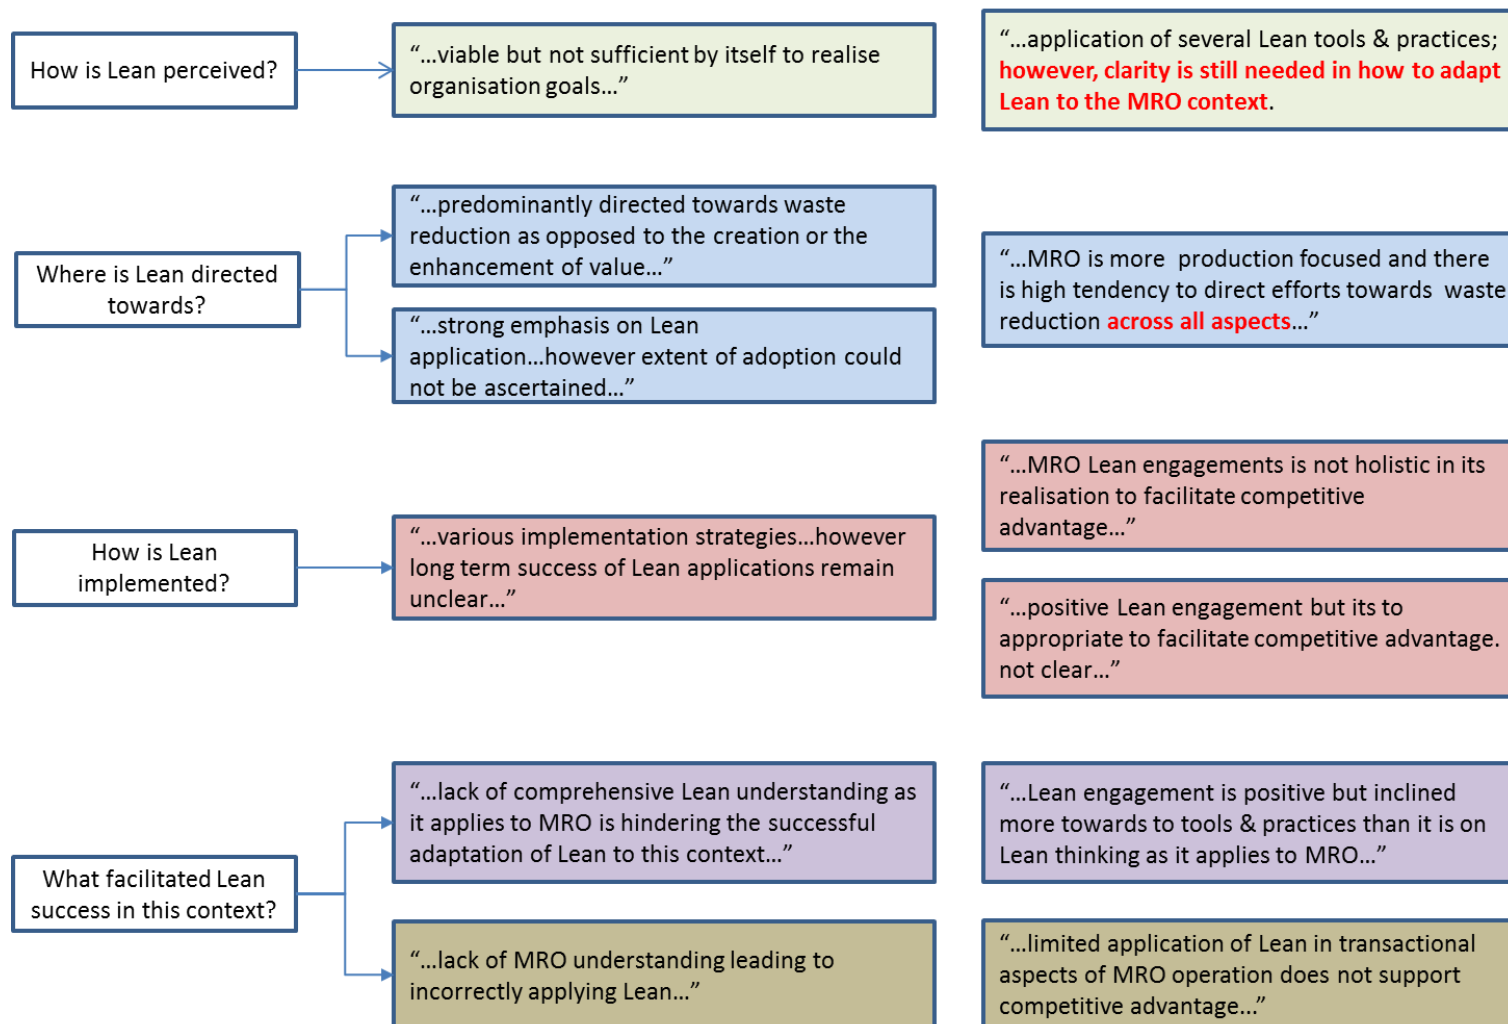 How is Lean perceived?
“...viable but not sufficient by itself to realise
organisation goals...”
“...application of several Lean tools & practices;
however, clarity is still needed in how to adapt
Lean to the MRO context.
Where is Lean directed
towards?
“...predominantly directed towards waste
reduction as opposed to the creation or the
enhancement of value...”
“...strong emphasis on Lean
application...however extent of adoption could
not be ascertained...”
“...MRO is more production focused and there
is high tendency to direct efforts towards waste
reduction across all aspects...”
How is Lean
implemented?
“...various implementation strategies...however
long term success of Lean applications remain
unclear...”
“...MRO Lean engagements is not holistic in its
realisation to facilitate competitive
advantage...”
“...positive Lean engagement but its to
appropriate to facilitate competitive advantage.
not clear...”
What facilitated Lean
success in this context?
“...lack of comprehensive Lean understanding as
it applies to MRO is hindering the successful
adaptation of Lean to this context...”
“...Lean engagement is positive but inclined
more towards to tools & practices than it is on
Lean thinking as it applies to MRO...”
“...lack of MRO understanding leading to
incorrectly applying Lean...”
“...limited application of Lean in transactional
aspects of MRO operation does not support
competitive advantage...”